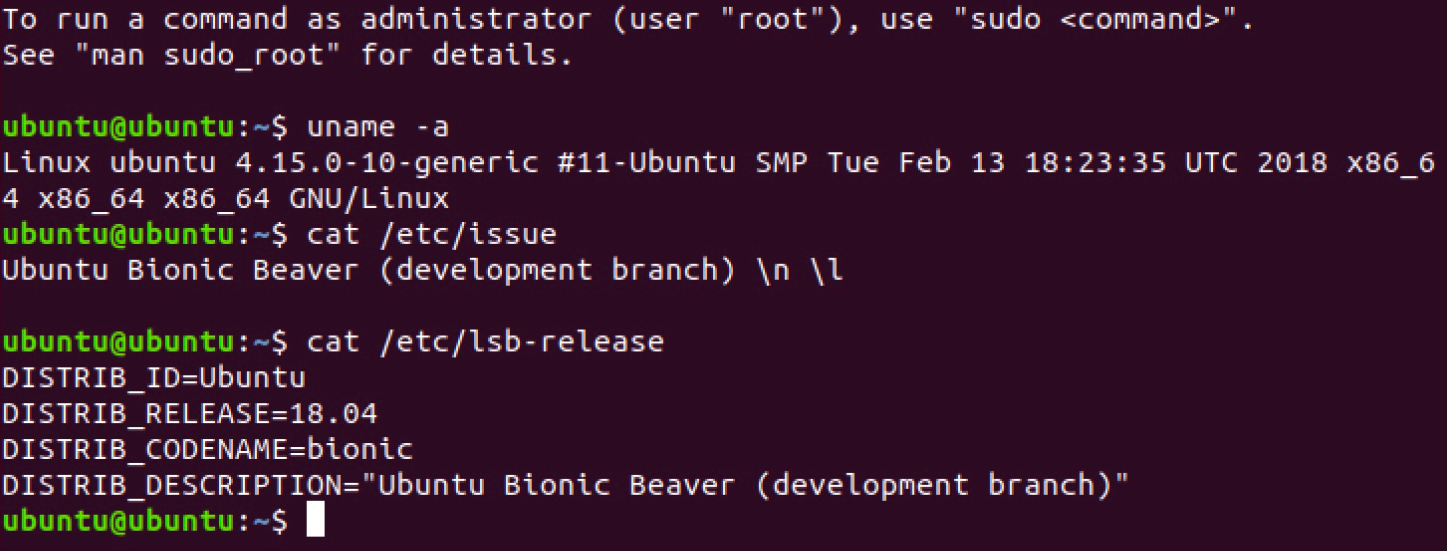 To run a command as administrator (user "root"), use "sudo <command>".
See "man sudo_root" for details.
ubuntu@ubuntu:~$ uname -a
Linux ubuntu 4.15.0-10-generic #11-Ubuntu SMP Tue Feb 13 18:23:35 UTC 2018 x86_6
4 x86_64 x86_64 GNU/Linux
ubuntu@ubuntu:~$ cat /etc/issue
Ubuntu Bionic Beaver (development branch) \n \l
ubuntu@ubuntu:~$ cat /etc/lsb-release
DISTRIB_ID=Ubuntu
DISTRIB_RELEASE=18.04
DISTRIB_CODENAME=bionic
DISTRIB_DESCRIPTION="Ubuntu Bionic Beaver (development branch)"
ubuntu@ubuntu:~$